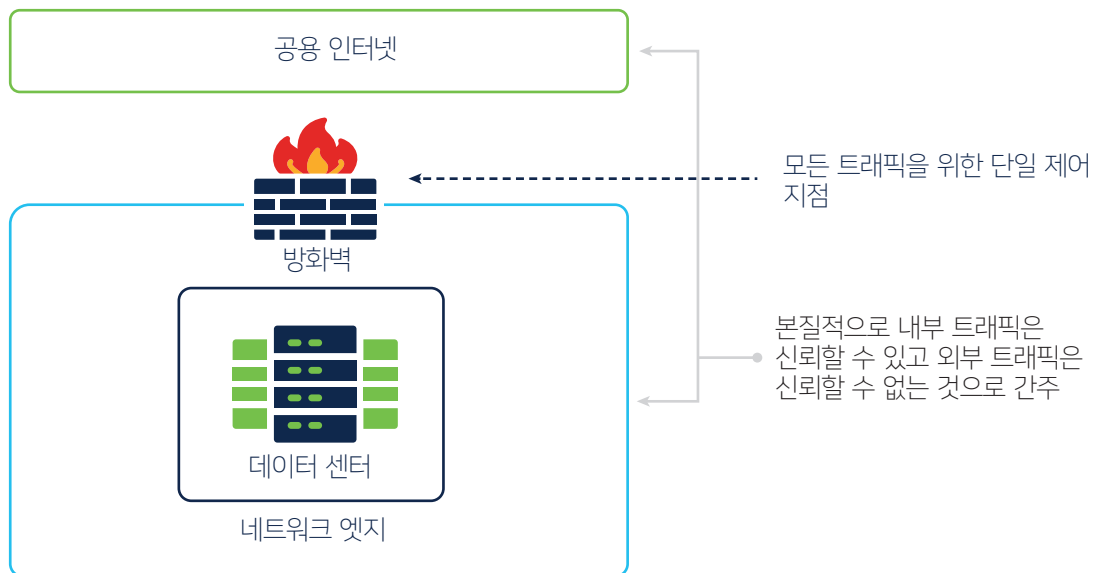 공용 인터넷
모든 트래픽을 위한 단일 제어
지점
방화벽
본질적으로 내부 트래픽은
신뢰할 수 있고 외부 트래픽은
신뢰할 수 없는 것으로 간주
데이터 센터
네트워크 엣지